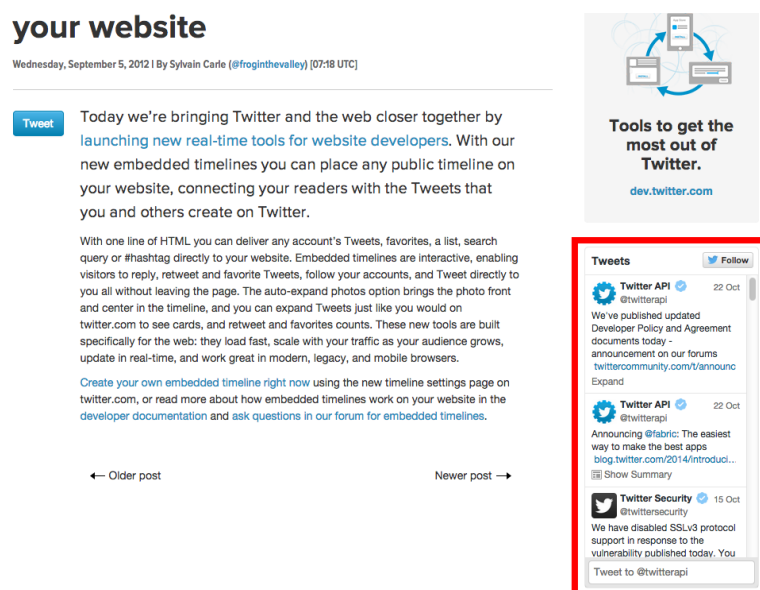 your website
Wednesday, September 5, 2012 | By Sylvain Carle (@froginthevalley) [07:18 UTC]
Tweet
Today we’re bringing Twitter and the web closer together by
launching new real-time tools for website developers. With our
new embedded timelines you can place any public timeline on
your website, connecting your readers with the Tweets that
you and others create on Twitter.
With one line of HTML you can deliver any account’s Tweets, favorites, a list, search
query or #hashtag directly to your website. Embedded timelines are interactive, enabling
visitors to reply, retweet and favorite Tweets, follow your accounts, and Tweet directly to
you all without leaving the page. The auto-expand photos option brings the photo front
and center in the timeline, and you can expand Tweets just like you would on
twitter.com to see cards, and retweet and favorites counts. These new tools are built
specifically for the web: they load fast, scale with your traffic as your audience grows,
update in real-time, and work great in modern, legacy, and mobile browsers.
Create your own embedded timeline right now using the new timeline settings page on
twitter.com, or read more about how embedded timelines work on your website in the
developer documentation and ask questions in our forum for embedded timelines.
← Older post
Newer post →
Tools to get the
most out of
Twitter.
dev.twitter.com
Tweets
Follow
Twitter API 22 Oct
@twitterapi
We've published updated
Developer Policy and Agreement
documents today -
announcement on our forums
twittercommunity.com/t/announc
Expand
Twitter API 22 Oct
@twitterapi
Announcing @fabric: The easiest
way to make the best apps
blog.twitter.com/2014/introduci...
Show Summary
Twitter Security 15 Oct
@twittersecurity
We have disabled SSLv3 protocol
support in response to the
vulnerability published today. You
Tweet to @twitterapi